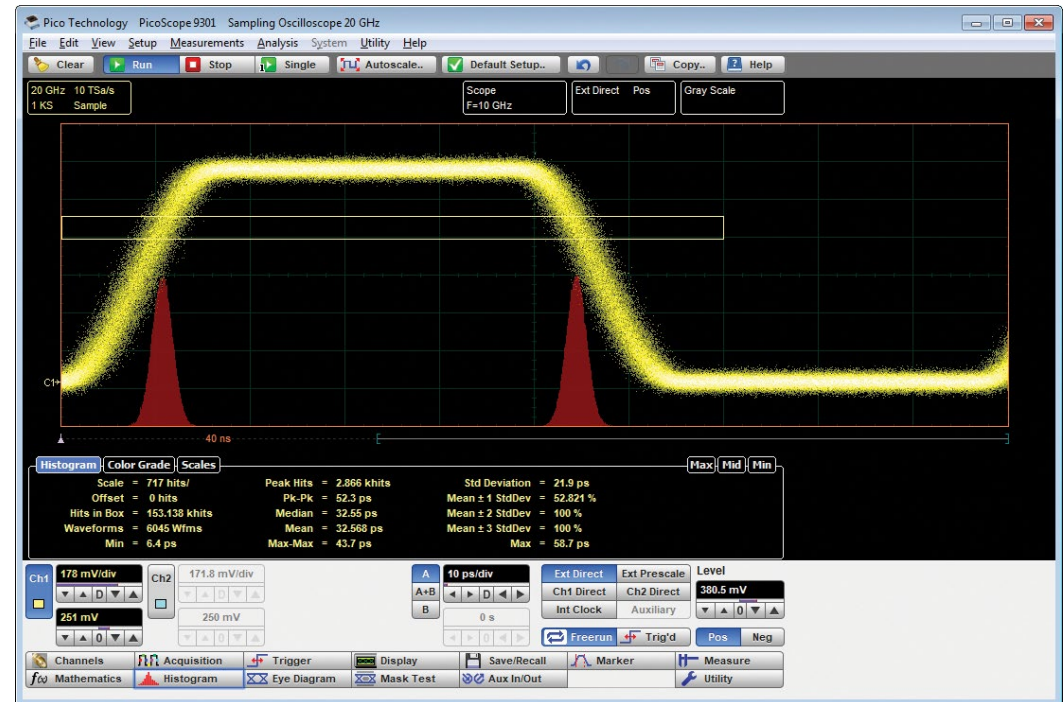 Pico Technology PicoScope 9301 Sampling Oscilloscope 20 GHz
File Edit View Setup Measurements Analysis System Utility Help
Clear Run Stop 1 Single Autoscale.. Default Setup.. Copy.. ? Help
20 GHz 10 TSa/s
1 KS Sample
Scope
F=10 GHz
Ext Direct Pos
Gray Scale
C1
40 ns
Histogram Color Grade Scales Max Mid Min
Scale = 717 hits/ Peak Hits = 2.866 khits Std Deviation = 21.9 ps
Offset = 0 hits Pk-Pk = 52.3 ps Mean ± 1 StdDev = 52.821 %
Hits in Box = 153.138 khits Median = 32.55 ps Mean ± 2 StdDev = 100 %
Waveforms = 6045 Wfms Mean = 32.568 ps Mean ± 3 StdDev = 100 %
Min = 6.4 ps Max-Max = 43.7 ps Max = 58.7 ps
Ch1 178 mV/div Ch2 171.8 mV/div A 10 ps/div Ext Direct Ext Prescale Level
D D A+B D Ch1 Direct Ch2 Direct 380.5 mV
251 mV 250 mV B 0 s Int Clock Auxiliary 0
0 0 0 Freerun Trig'd Pos Neg
Channels Acquisition Trigger Display Save/Recall Marker Measure
f(x) Mathematics Histogram Eye Diagram Mask Test Aux In/Out Utility